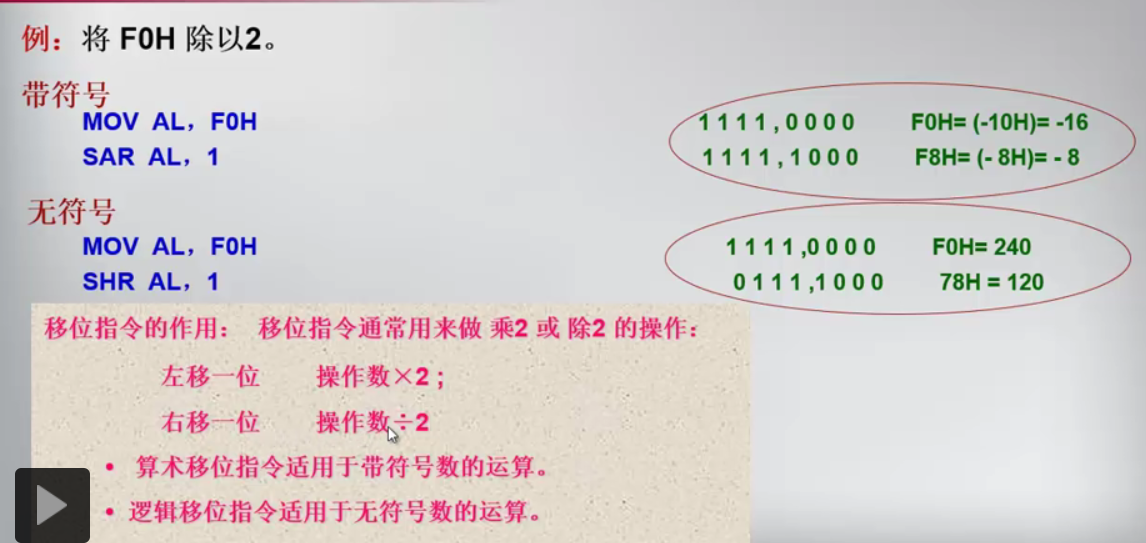 例：将 F0H 除以2。
带符号
MOV AL，F0H 1 1 1 1 , 0 0 0 0 F0H= (-10H)= -16
SAR AL，1 1 1 1 1 , 1 0 0 0 F8H= (- 8H)= - 8
无符号
MOV AL，F0H 1 1 1 1 ,0 0 0 0 F0H= 240
SHR AL，1 0 1 1 1 ,1 0 0 0 78H = 120
移位指令的作用： 移位指令通常用来做 乘2 或 除2 的操作：
左移一位 操作数×2 ;
右移一位 操作数÷2
• 算术移位指令适用于带符号数的运算。
• 逻辑移位指令适用于无符号数的运算。